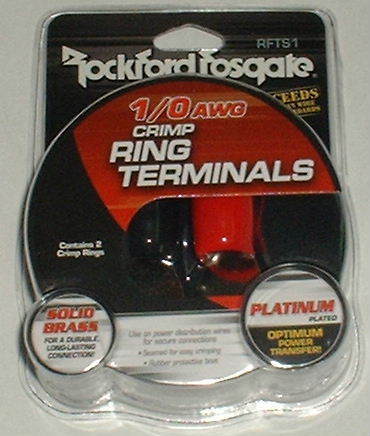 RFTS1
Rockford Fosgate
1/0 AWG
CRIMP
RING
TERMINALS
Contains 2
Crimp Rings
SOLID
BRASS
FOR A DURABLE,
LONG-LASTING
CONNECTION!
Use on power distribution wires
for secure connections
• Seamed for easy crimping
• Rubber protective boot
PLATINUM
PLATED
OPTIMUM
POWER
TRANSFER!